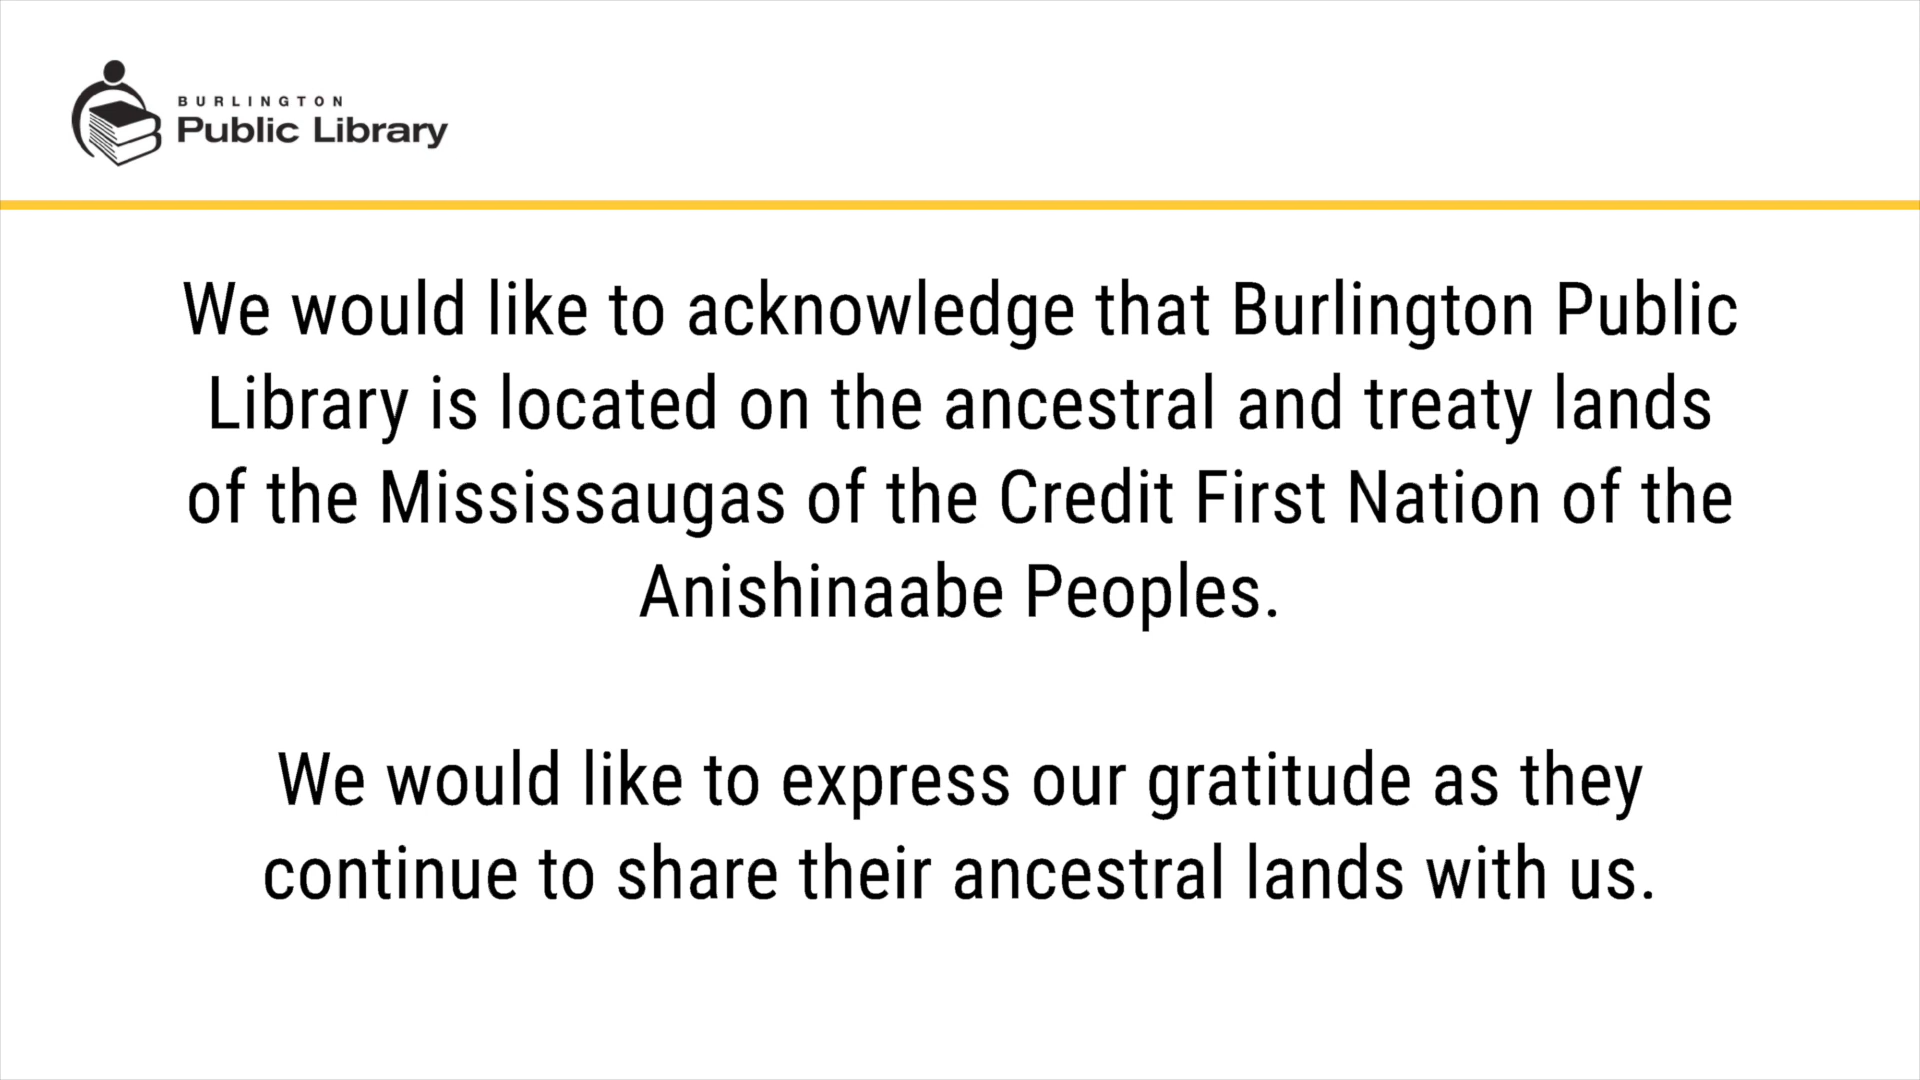 BURLINGTON
Public Library
We would like to acknowledge that Burlington Public
Library is located on the ancestral and treaty lands
of the Mississaugas of the Credit First Nation of the
Anishinaabe Peoples.
We would like to express our gratitude as they
continue to share their ancestral lands with us.